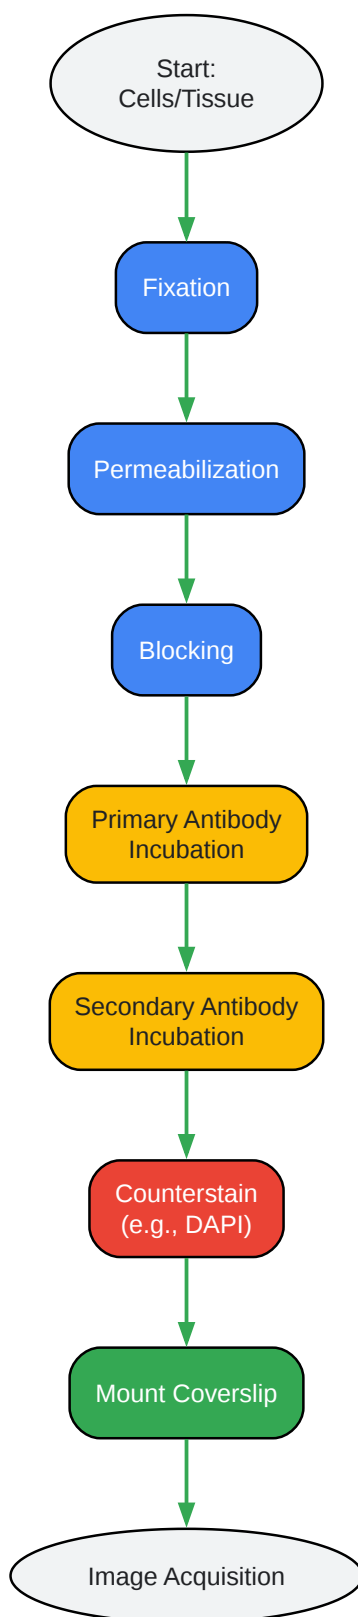 Start:
Cells/Tissue
Fixation
Permeabilization
Blocking
Primary Antibody
Incubation
Secondary Antibody
Incubation
Counterstain
(e.g., DAPI)
Mount Coverslip
Image Acquisition